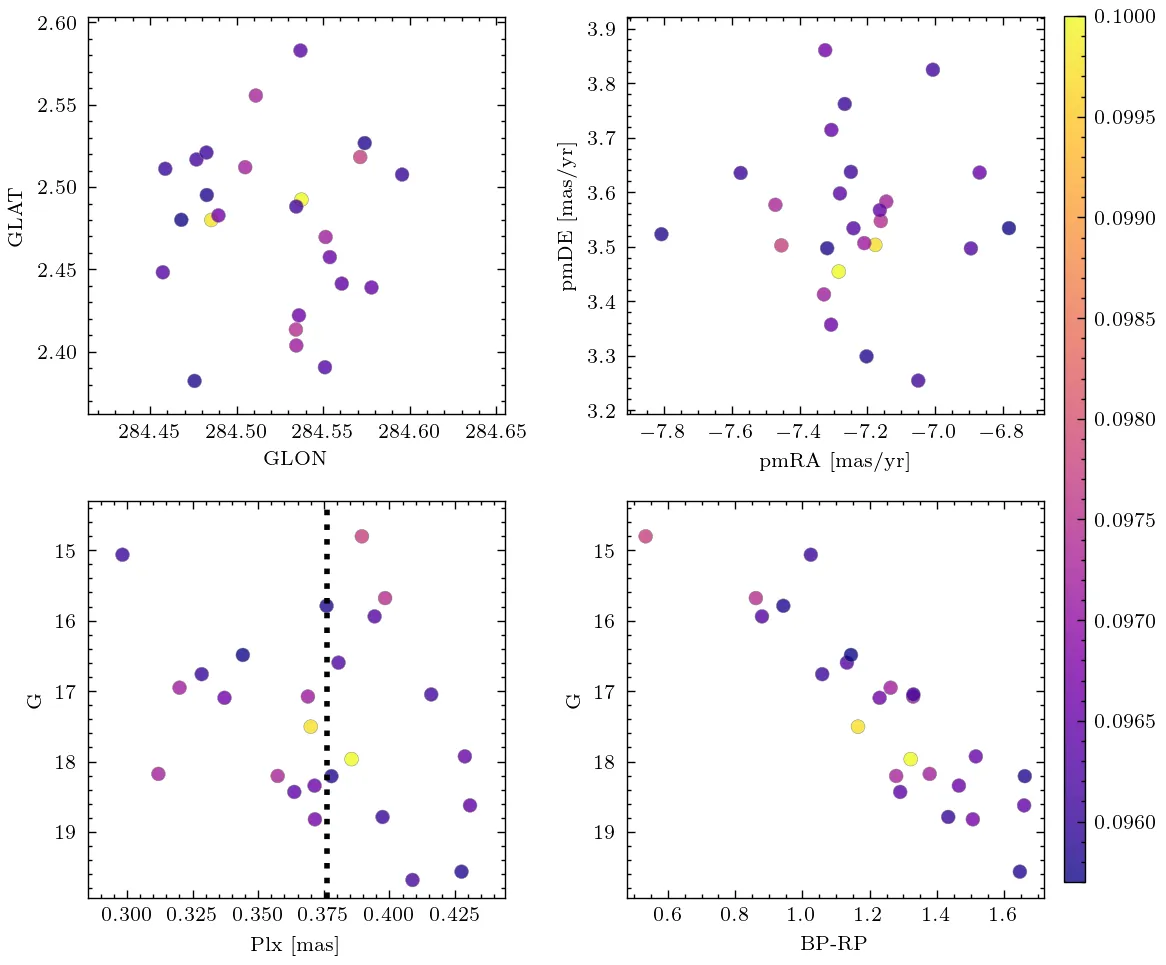 2.60
2.55
2.50
2.45
2.40
GLAT
284.45 284.50 284.55 284.60 284.65
GLON
3.9
3.8
3.7
3.6
3.5
3.4
3.3
3.2
pmDE [mas/yr]
−7.8 −7.6 −7.4 −7.2 −7.0 −6.8
pmRA [mas/yr]
15
16
17
18
19
G
0.300 0.325 0.350 0.375 0.400 0.425
Plx [mas]
15
16
17
18
19
G
0.6 0.8 1.0 1.2 1.4 1.6
BP-RP
0.1000
0.0995
0.0990
0.0985
0.0980
0.0975
0.0970
0.0965
0.0960